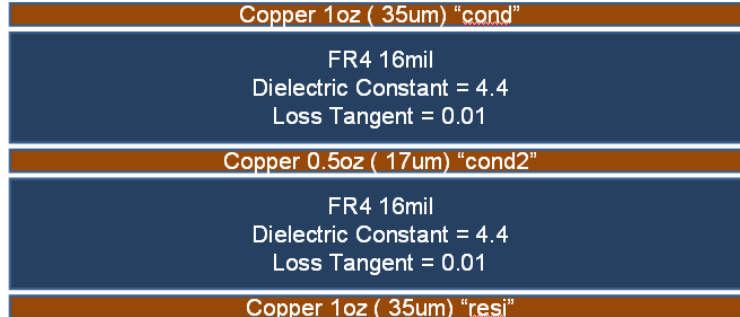 Copper 1oz ( 35um) “cond”
FR4 16mil
Dielectric Constant = 4.4
Loss Tangent = 0.01
Copper 0.5oz ( 17um) “cond2”
FR4 16mil
Dielectric Constant = 4.4
Loss Tangent = 0.01
Copper 1oz ( 35um) “resi”